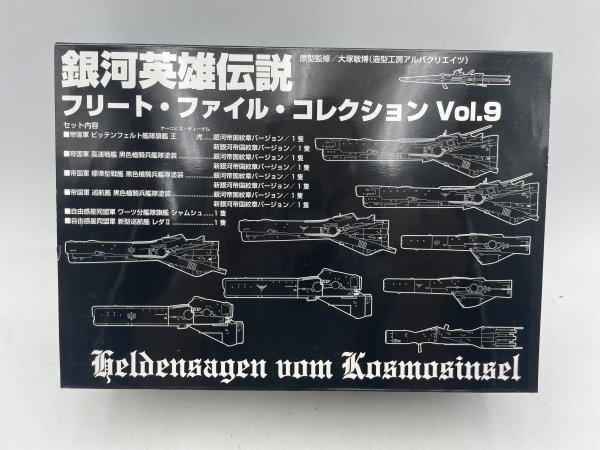 銀河英雄伝説
原型監修／大塚敏博(造型工房アルバクリエイツ)
フリート・ファイル・コレクション Vol.9
セット内容
ケーニヒス・ティーゲル
■帝国軍 ビッテンフェルト艦隊旗艦 王　虎……銀河帝国紋章バージョン／1隻
新銀河帝国紋章バージョン／1隻
■帝国軍 高速戦艦 黒色槍騎兵艦隊塗装……銀河帝国紋章バージョン／1隻
新銀河帝国紋章バージョン／1隻
■帝国軍 標準型戦艦 黒色槍騎兵艦隊塗装……銀河帝国紋章バージョン／1隻
新銀河帝国紋章バージョン／1隻
■帝国軍 巡航艦 黒色槍騎兵艦隊塗装……銀河帝国紋章バージョン／1隻
新銀河帝国紋章バージョン／1隻
■自由惑星同盟軍 ワーツ分艦隊旗艦 シャムシュ……1隻
■自由惑星同盟軍 新型巡航艦 レダⅡ……1隻
Heldensagen vom Kosmosinsel